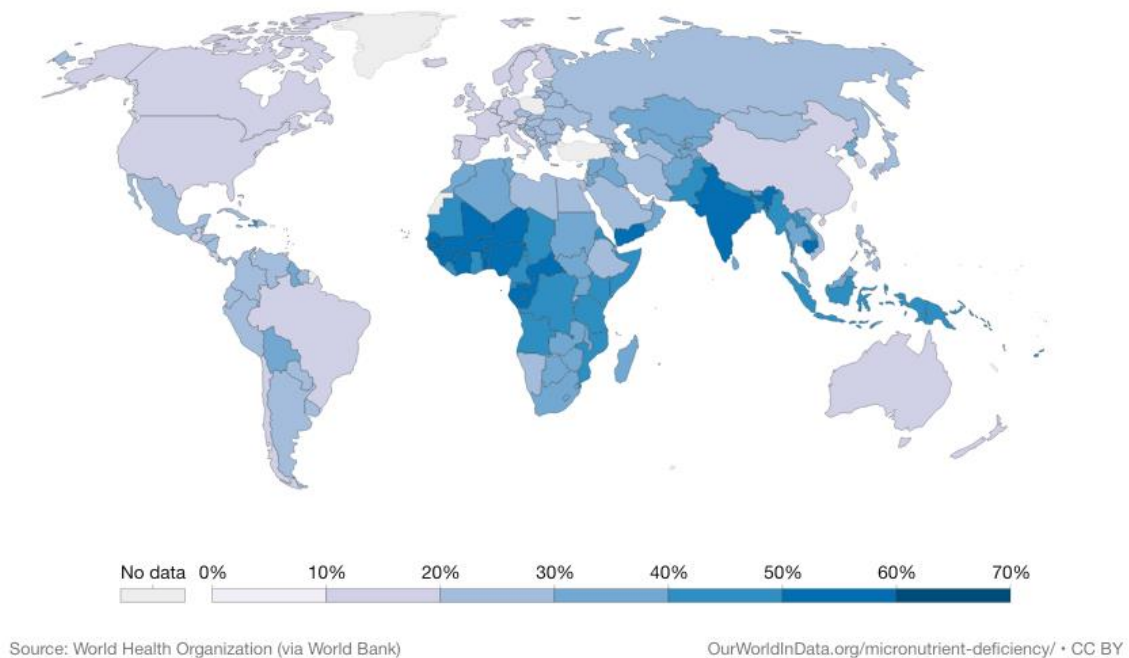 No data 0% 10% 20% 30% 40% 50% 60% 70%
Source: World Health Organization (via World Bank) OurWorldInData.org/micronutrient-deficiency/ • CC BY